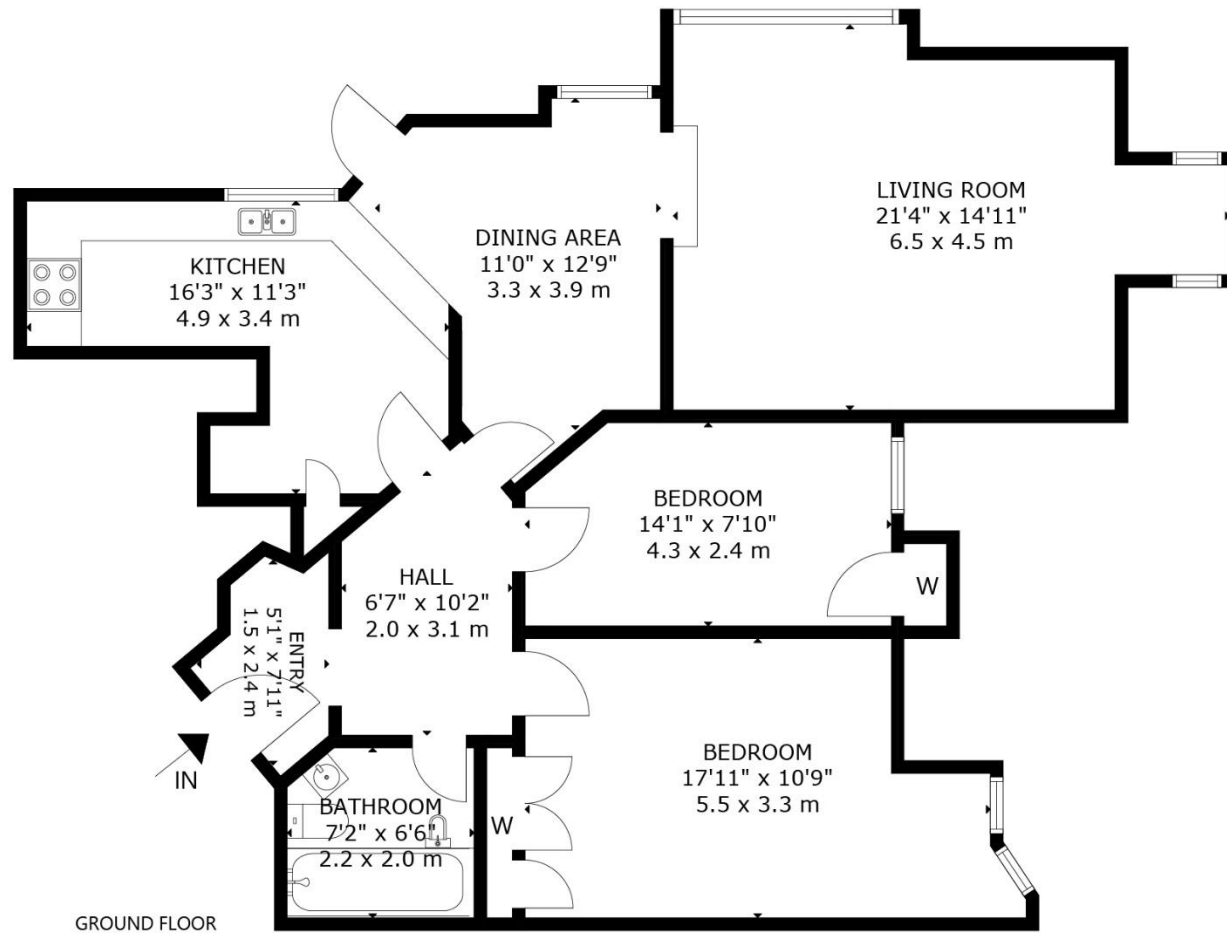 LIVING ROOM
21'4" x 14'11"
6.5 x 4.5 m
DINING AREA
11'0" x 12'9"
3.3 x 3.9 m
KITCHEN
16'3" x 11'3"
4.9 x 3.4 m
BEDROOM
14'1" x 7'10"
4.3 x 2.4 m
W
HALL
6'7" x 10'2"
2.0 x 3.1 m
ENTRY
5'1" x 7'11"
1.5 x 2.4 m
IN
BEDROOM
17'11" x 10'9"
5.5 x 3.3 m
W
BATHROOM
7'2" x 6'6"
2.2 x 2.0 m
GROUND FLOOR